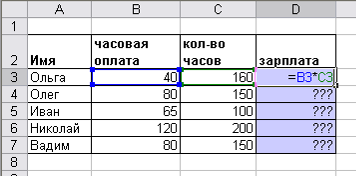 A B C D
1
2 Имя часовая оплата кол-во часов зарплата
3 Ольга 40 160 =B3*C3
4 Олег 80 150 ???
5 Иван 65 100 ???
6 Николай 120 200 ???
7 Вадим 80 150 ???
8